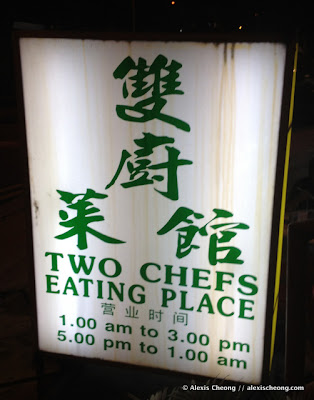 雙
廚
菜館
TWO CHEFS
EATING PLACE
营业时间
1.00 am to 3.00 pm
5.00 pm to 1.00 am
© Alexis Cheong // alexischeong.com